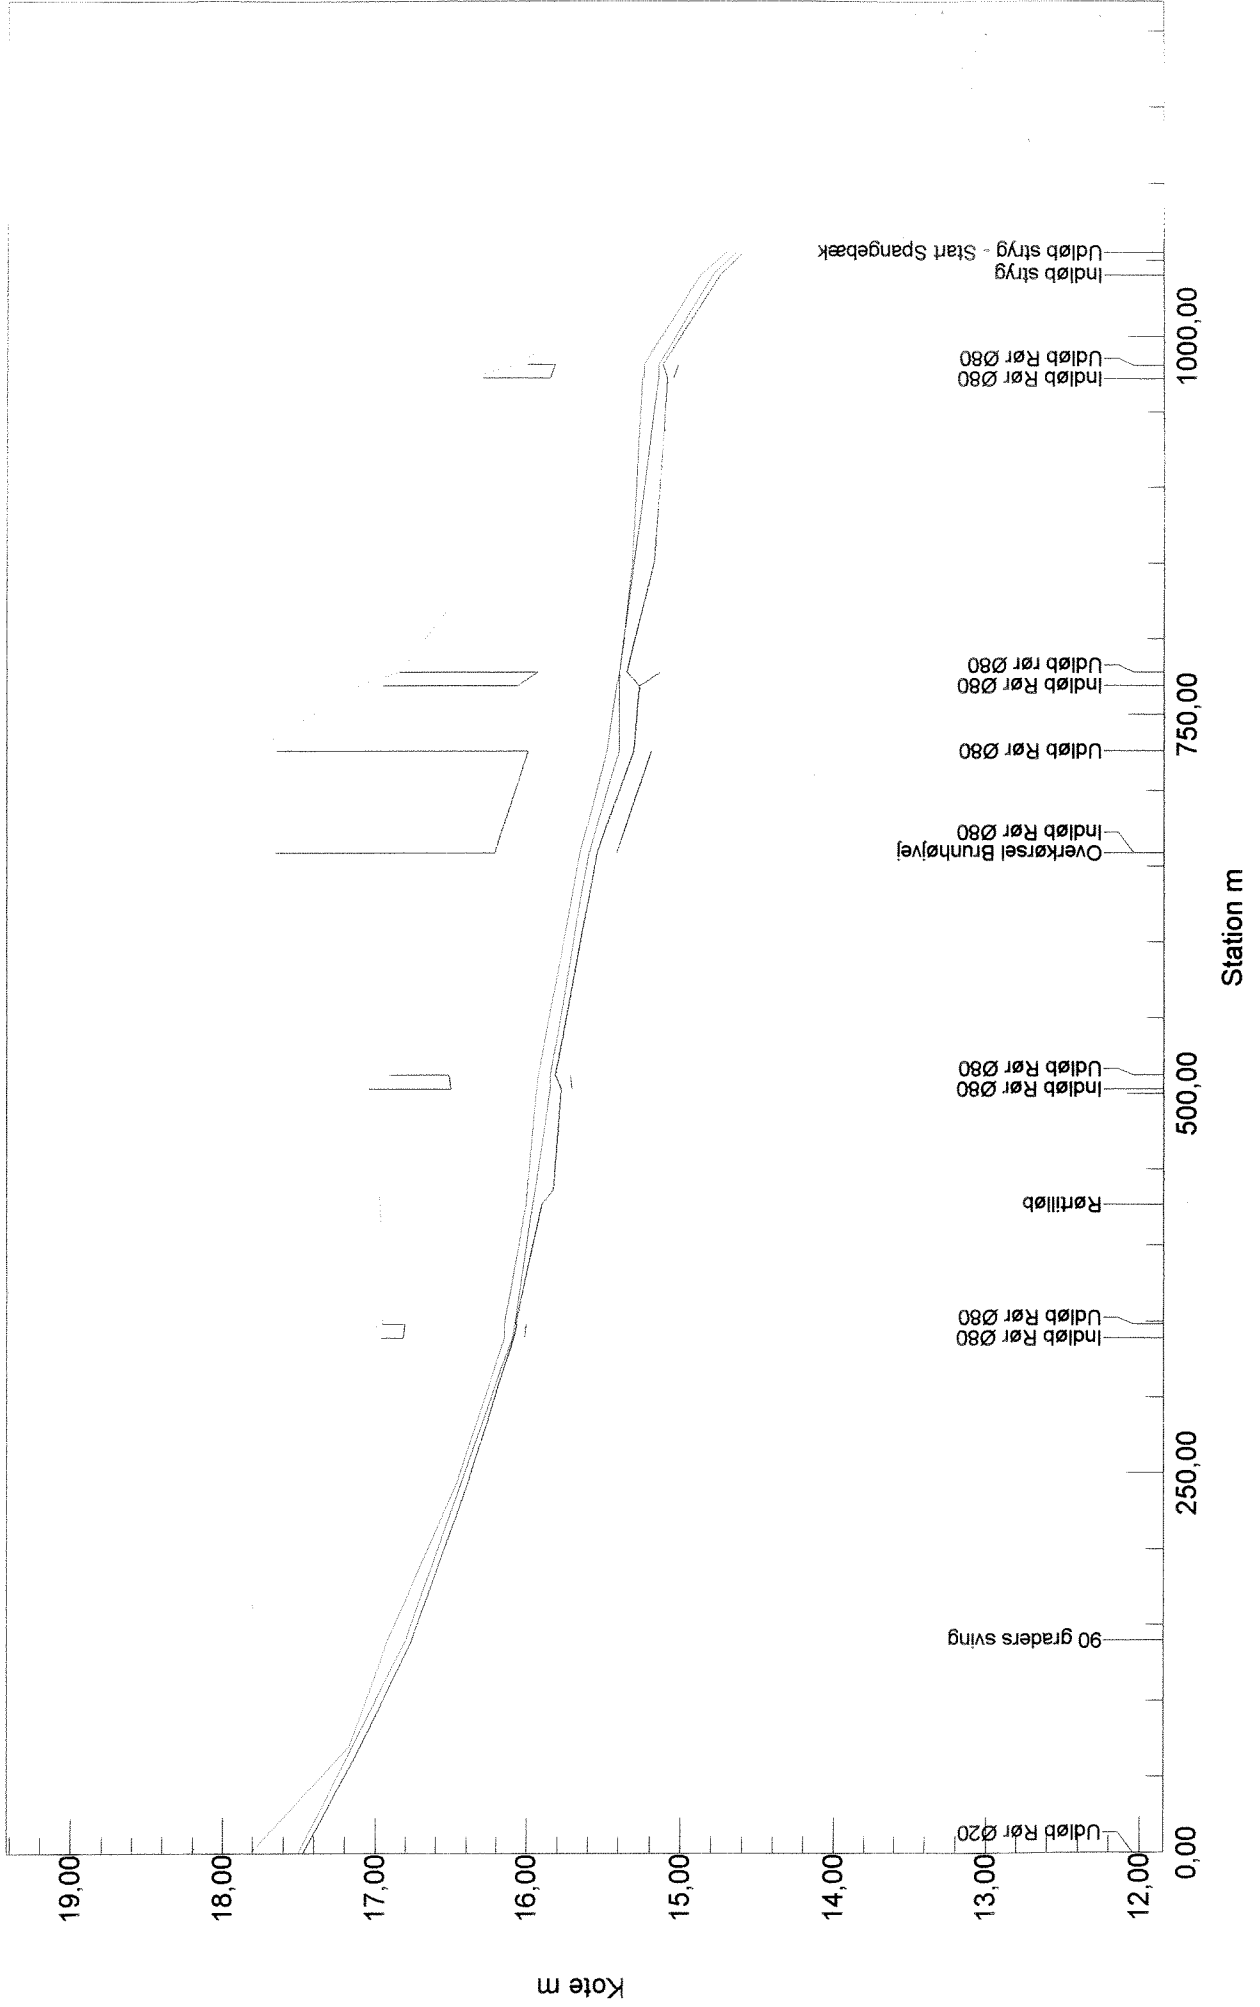 Kote m
19,00
18,00
17,00
16,00
15,00
14,00
13,00
12,00
Udløb Rør Ø20
90 graders sving
Indløb Rør Ø80
Udløb Rør Ø80
Rørtilløb
Indløb Rør Ø80
Udløb Rør Ø80
Overkørsel Brunhøjvej
Indløb Rør Ø80
Udløb Rør Ø80
Indløb Rør Ø80
Udløb rør Ø80
Indløb Rør Ø80
Udløb Rør Ø80
Indløb stryg
Udløb stryg - Start Spangebæk
0,00
250,00
500,00
750,00
1000,00
Station m